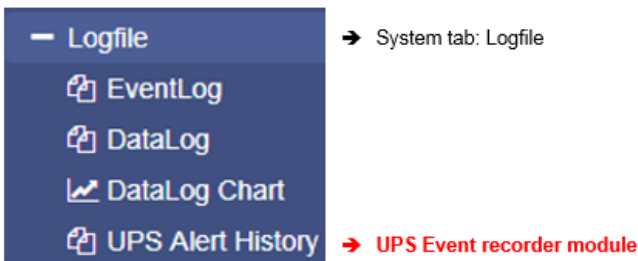 Logfile ➔ System tab: Logfile
EventLog
DataLog
DataLog Chart
UPS Alert History ➔ UPS Event recorder module